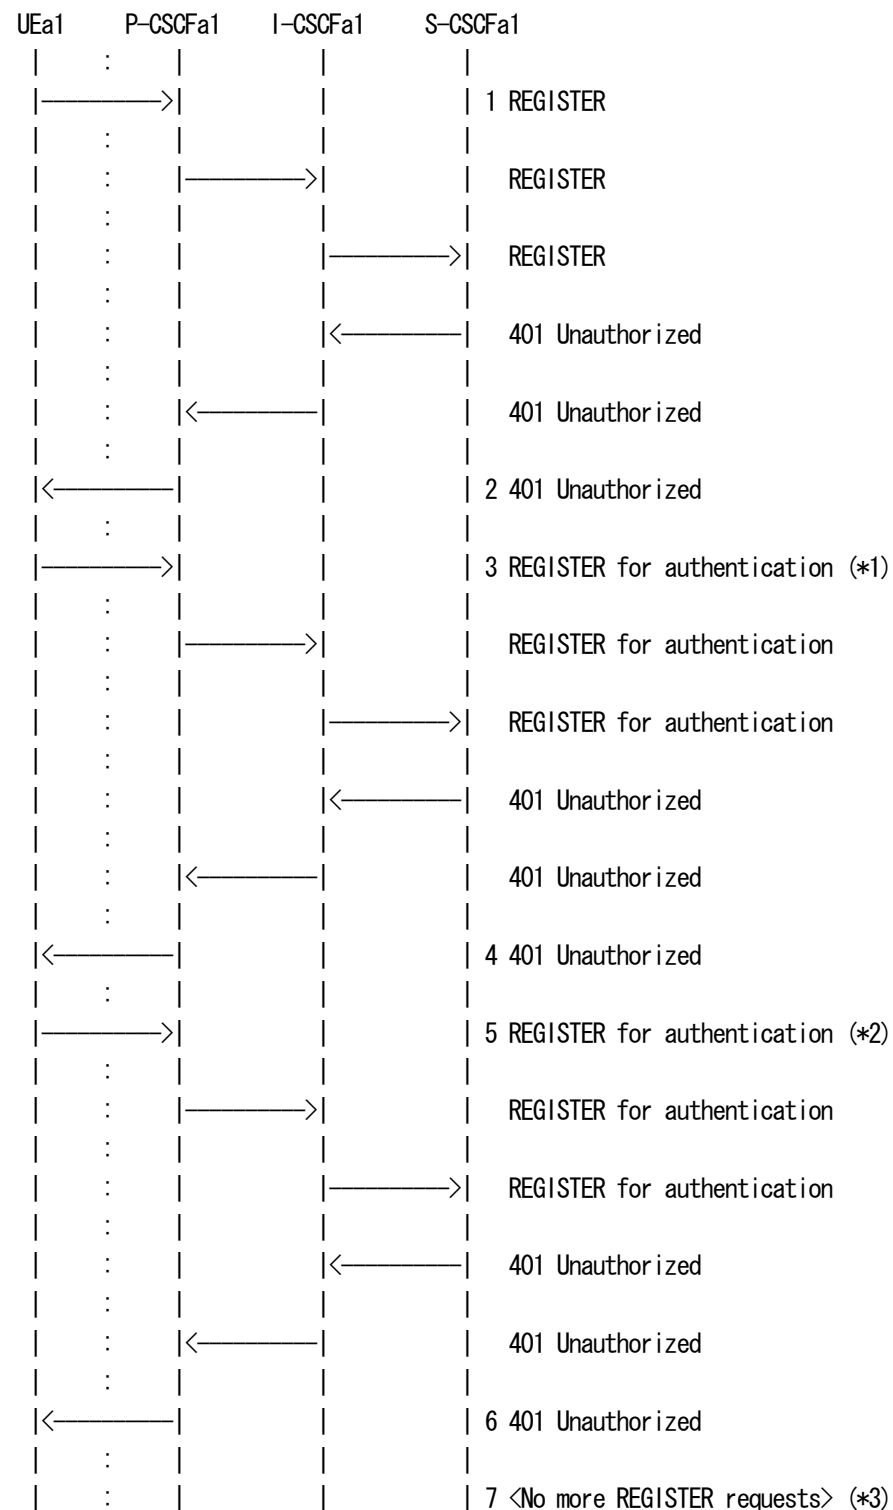 UEa1 P-CSCFa1 I-CSCFa1 S-CSCFa1
1 REGISTER
REGISTER
REGISTER
401 Unauthorized
401 Unauthorized
2 401 Unauthorized
3 REGISTER for authentication (*1)
REGISTER for authentication
REGISTER for authentication
401 Unauthorized
401 Unauthorized
4 401 Unauthorized
5 REGISTER for authentication (*2)
REGISTER for authentication
REGISTER for authentication
401 Unauthorized
401 Unauthorized
6 401 Unauthorized
7 <No more REGISTER requests> (*3)